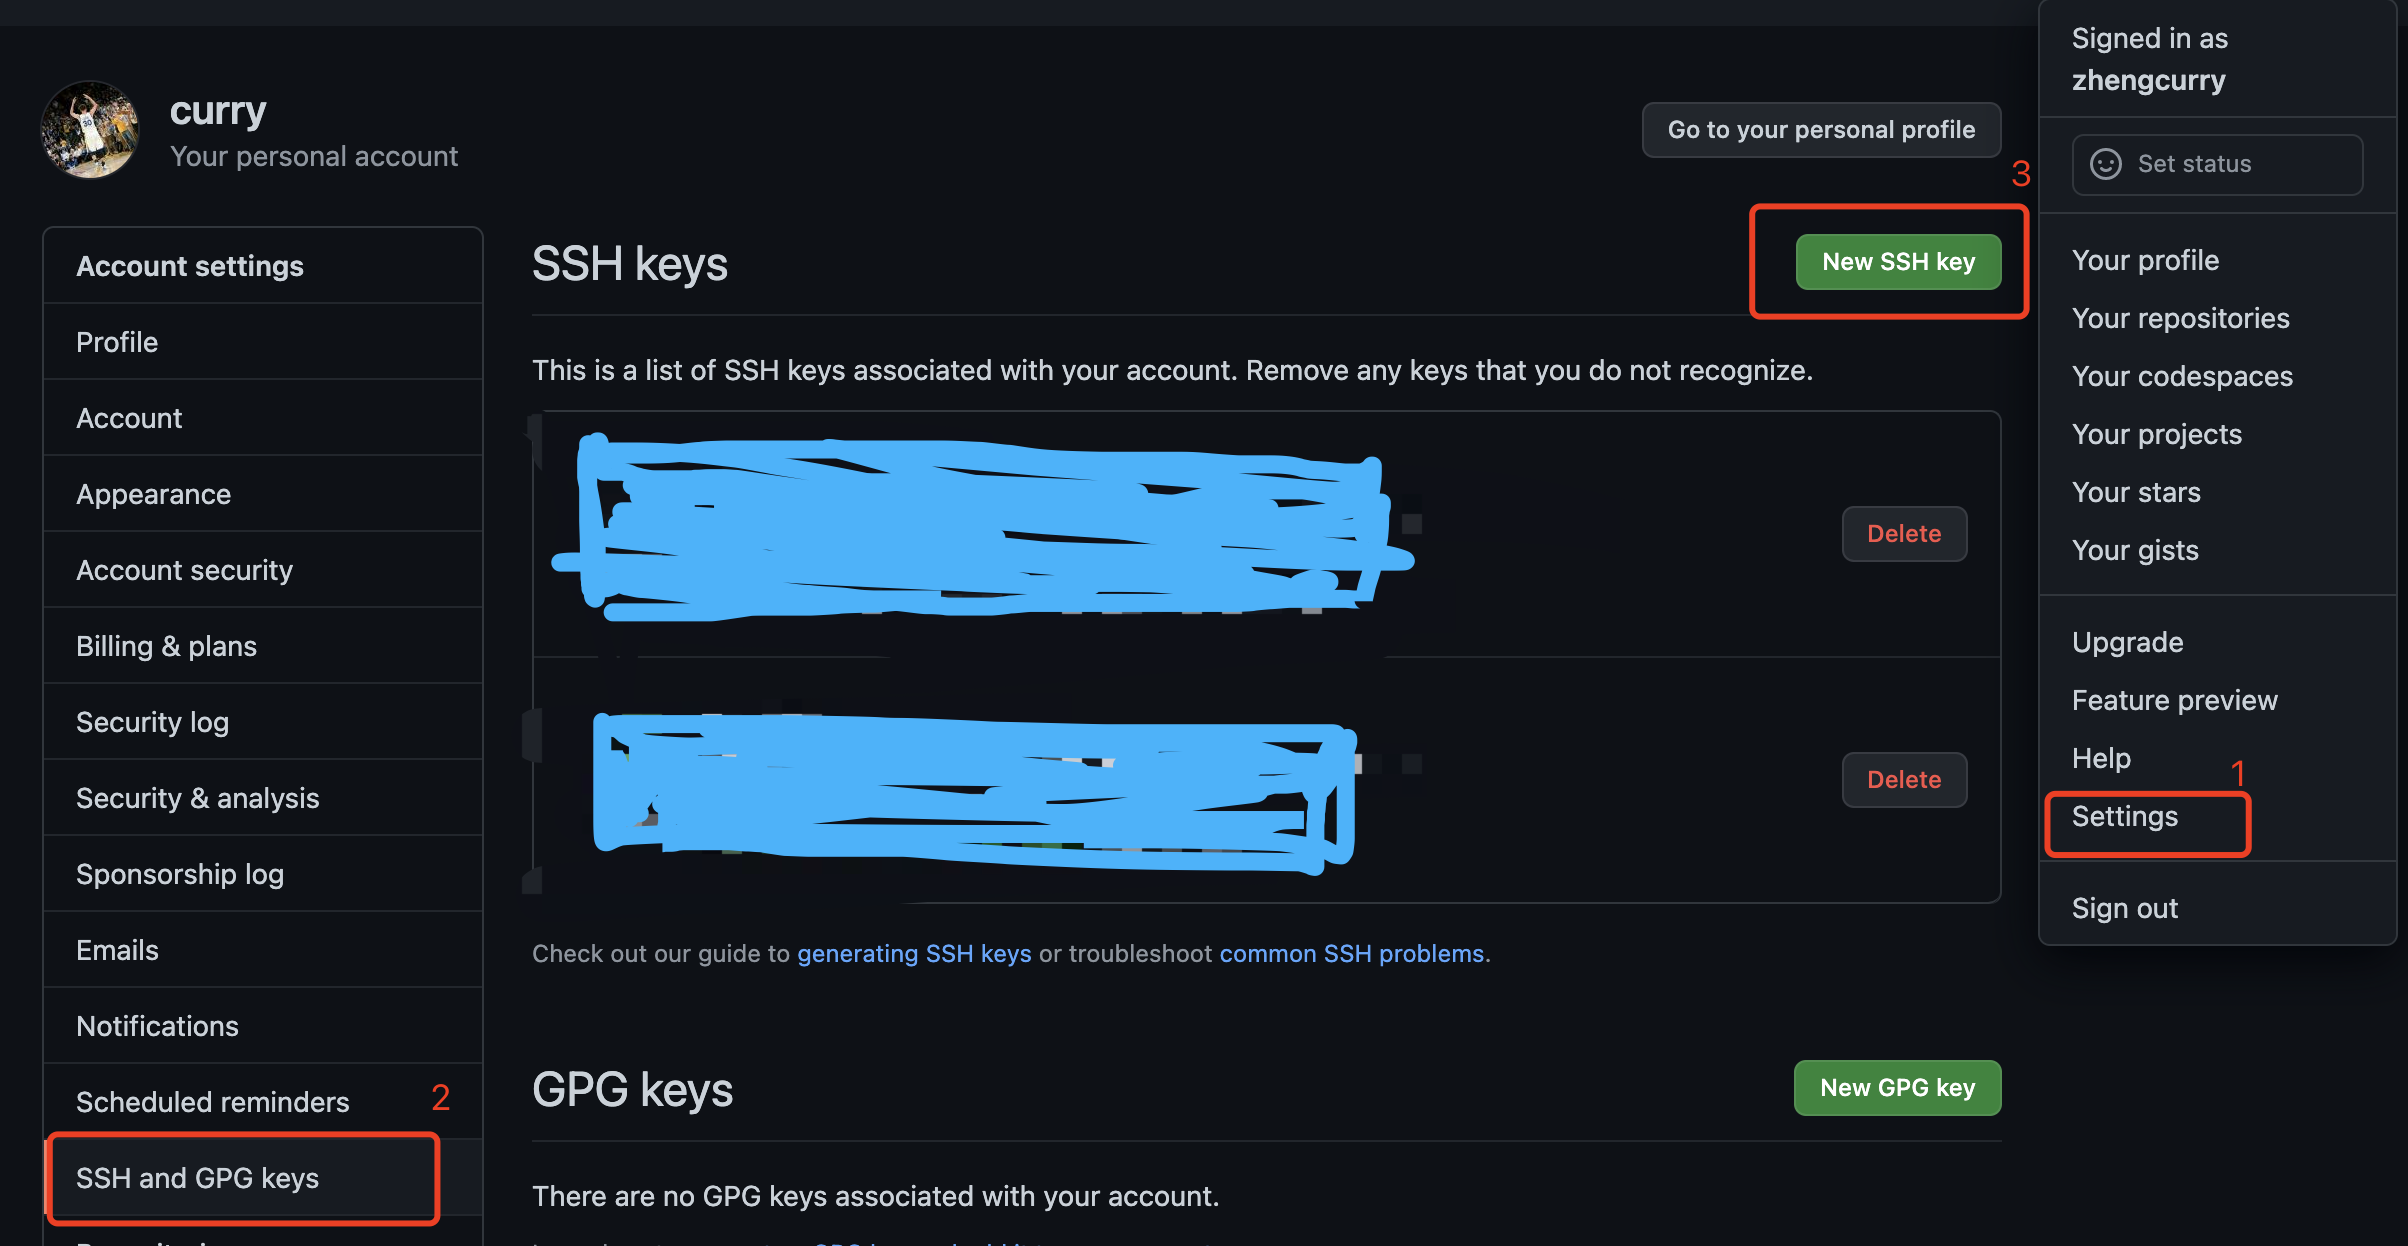 curry
Your personal account
Go to your personal profile
Account settings
Profile
Account
Appearance
Account security
Billing & plans
Security log
Security & analysis
Sponsorship log
Emails
Notifications
Scheduled reminders
2
SSH and GPG keys
3
SSH keys
New SSH key
This is a list of SSH keys associated with your account. Remove any keys that you do not recognize.
Delete
Delete
Check out our guide to generating SSH keys or troubleshoot common SSH problems.
GPG keys
New GPG key
There are no GPG keys associated with your account.
Signed in as
zhengcurry
Set status
Your profile
Your repositories
Your codespaces
Your projects
Your stars
Your gists
Upgrade
Feature preview
Help
1
Settings
Sign out